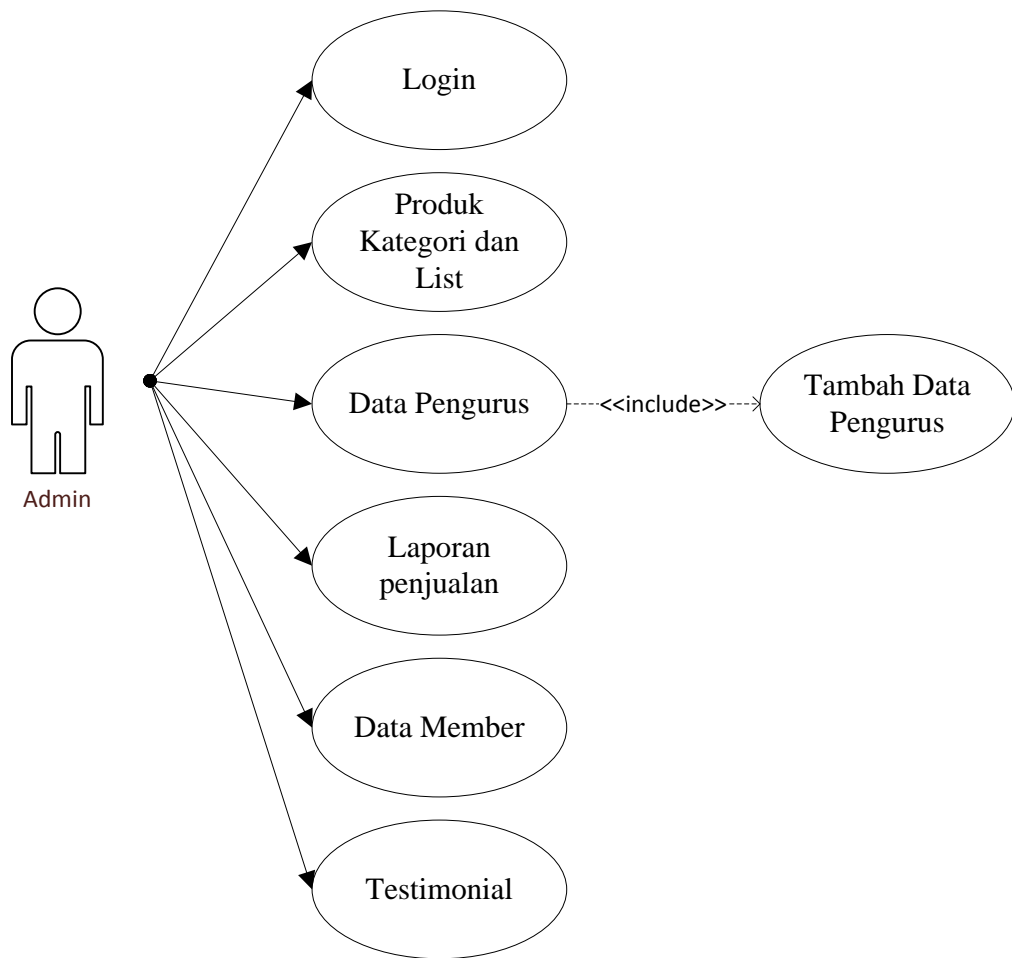 Login
Produk
Kategori dan
List
Admin
Data Pengurus
<<include>>
Tambah Data
Pengurus
Laporan
penjualan
Data Member
Testimonial